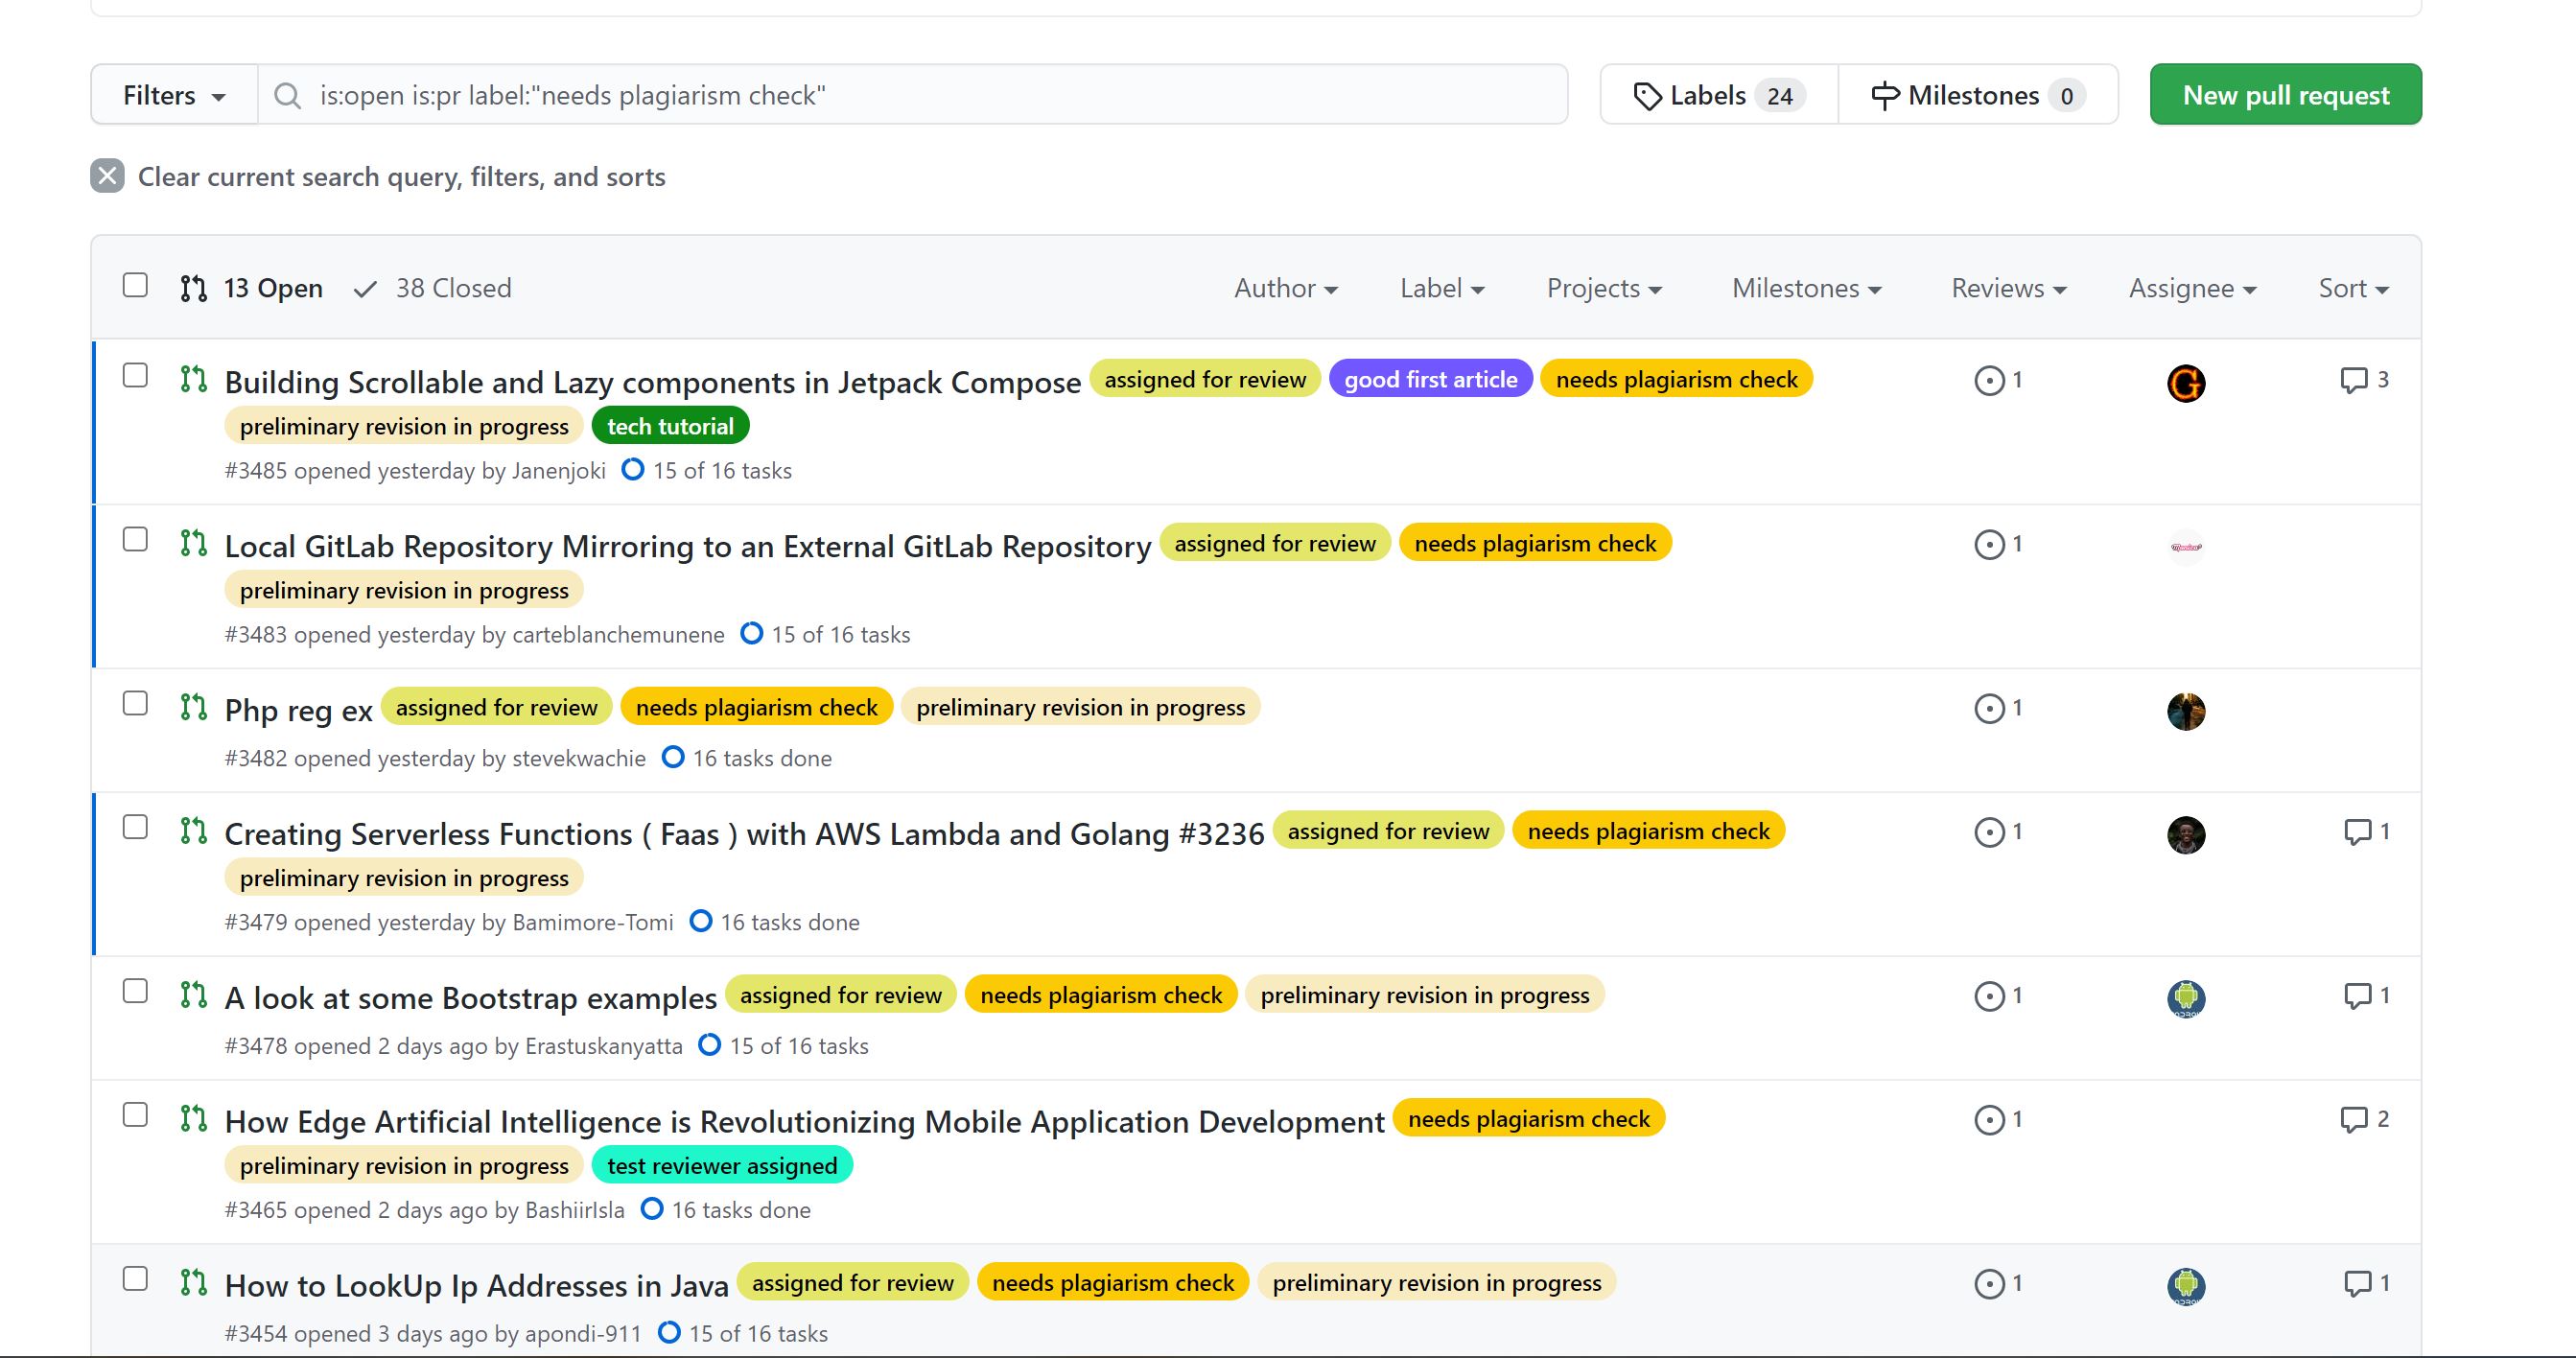 Filters is:open is:pr label:"needs plagiarism check" Labels 24 Milestones 0 New pull request
Clear current search query, filters, and sorts
13 Open 38 Closed Author Label Projects Milestones Reviews Assignee Sort
Building Scrollable and Lazy components in Jetpack Compose assigned for review good first article needs plagiarism check 1 3
preliminary revision in progress tech tutorial
#3485 opened yesterday by Janenjoki 15 of 16 tasks
Local GitLab Repository Mirroring to an External GitLab Repository assigned for review needs plagiarism check 1
preliminary revision in progress
#3483 opened yesterday by carteblanchemunene 15 of 16 tasks
Php reg ex assigned for review needs plagiarism check preliminary revision in progress 1
#3482 opened yesterday by stevekwachie 16 tasks done
Creating Serverless Functions ( Faas ) with AWS Lambda and Golang #3236 assigned for review needs plagiarism check 1 1
preliminary revision in progress
#3479 opened yesterday by Bamimore-Tomi 16 tasks done
A look at some Bootstrap examples assigned for review needs plagiarism check preliminary revision in progress 1 1
#3478 opened 2 days ago by Erastuskanyatta 15 of 16 tasks
How Edge Artificial Intelligence is Revolutionizing Mobile Application Development needs plagiarism check 1 2
preliminary revision in progress test reviewer assigned
#3465 opened 2 days ago by BashiirIsla 16 tasks done
How to LookUp Ip Addresses in Java assigned for review needs plagiarism check preliminary revision in progress 1 1
#3454 opened 3 days ago by apondi-911 15 of 16 tasks